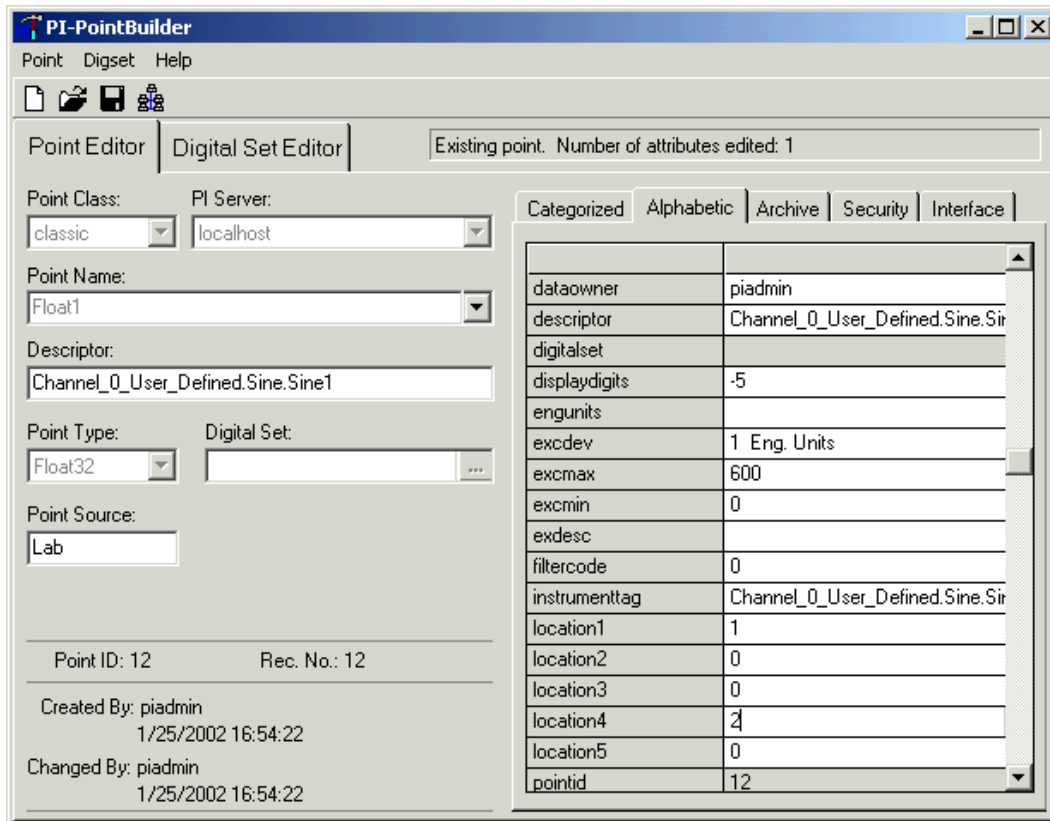 PI-PointBuilder
Point Digset Help
Point Editor Digital Set Editor
Existing point. Number of attributes edited: 1
Point Class: PI Server:
classic localhost
Point Name:
Float1
Descriptor:
Channel_0_User_Defined.Sine.Sine1
Point Type: Digital Set:
Float32 ...
Point Source:
Lab
Point ID: 12 Rec. No.: 12
Created By: piadmin
1/25/2002 16:54:22
Changed By: piadmin
1/25/2002 16:54:22
Categorized Alphabetic Archive Security Interface
dataowner piadmin
descriptor Channel_0_User_Defined.Sine.Sin
digitalset
displaydigits -5
engunits
excdev 1 Eng. Units
excmax 600
excmin 0
exdesc
filtercode 0
instrumenttag Channel_0_User_Defined.Sine.Sin
location1 1
location2 0
location3 0
location4 2
location5 0
pointid 12